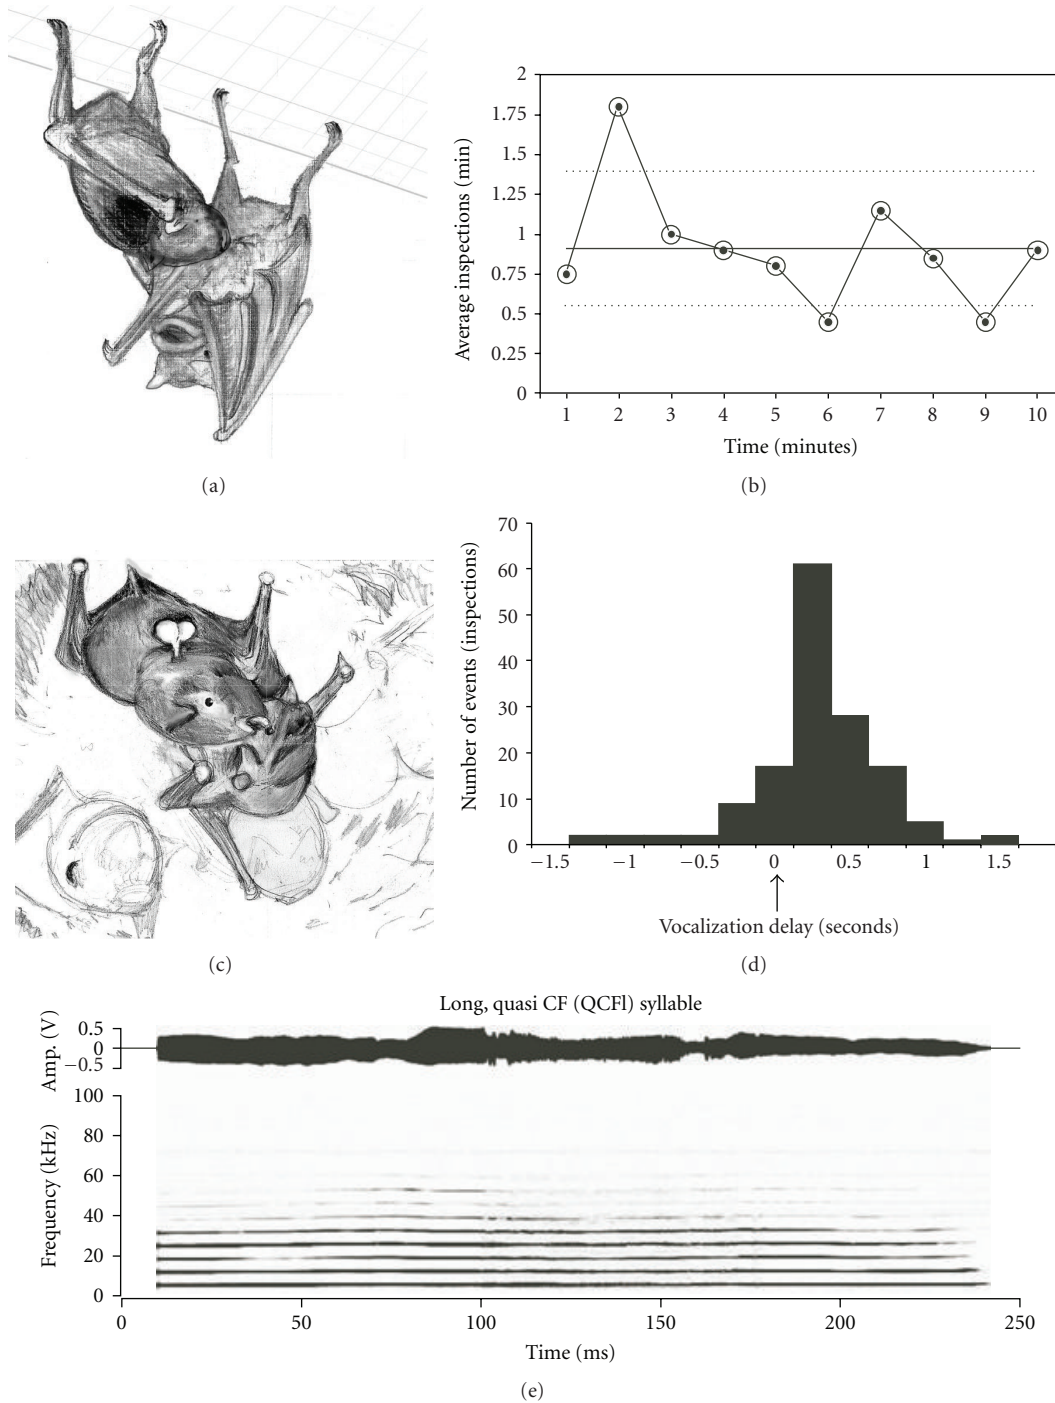 2
1.75
1.5
1.25
1
0.75
0.5
0.25
0
Average inspections (min)
1 2 3 4 5 6 7 8 9 10
Time (minutes)
(a)
(b)
70
60
50
40
30
20
10
0
Number of events (inspections)
−1.5 −1 −0.5 0 0.5 1 1.5
Vocalization delay (seconds)
(c)
(d)
Long, quasi CF (QCFl) syllable
0.5
0
−0.5
Amp. (V)
100
80
60
40
20
0
Frequency (kHz)
0 50 100 150 200 250
Time (ms)
(e)